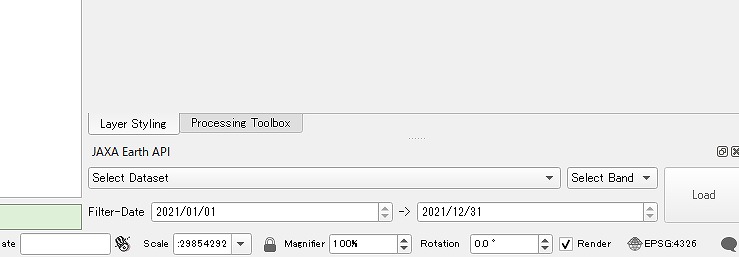 Layer Styling Processing Toolbox
JAXA Earth API
Select Dataset Select Band
Load
Filter-Date 2021/01/01 -> 2021/12/31
ate Scale :29854292 Magnifier 100% Rotation 0.0 ° Render EPSG:4326